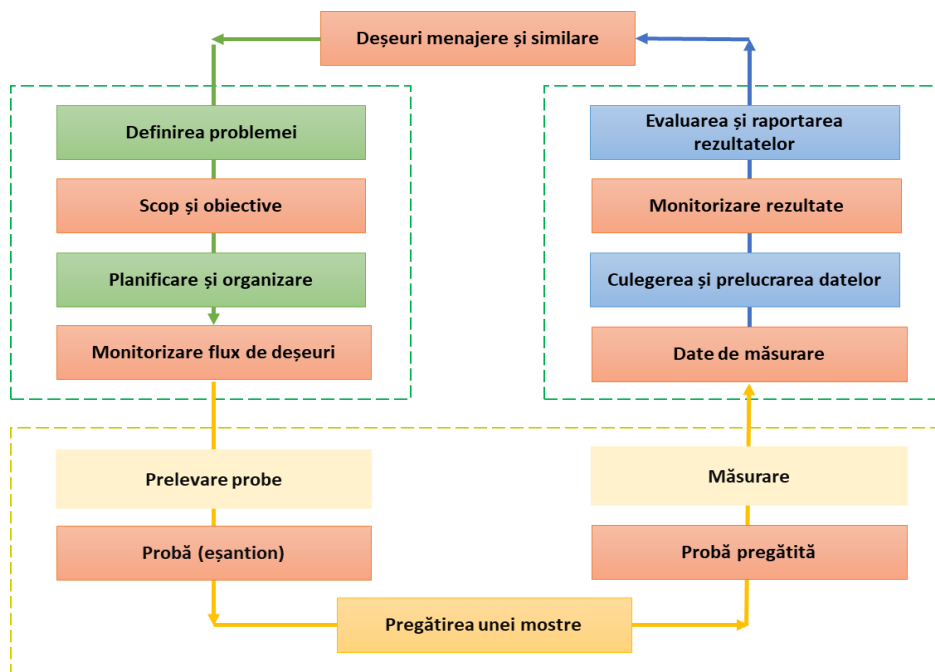 Deșeuri menajere și similare
Definirea problemei
Scop și obiective
Planificare și organizare
Monitorizare flux de deșeuri
Prelevare probe
Probă (eșantion)
Pregătirea unei mostre
Probă pregătită
Măsurare
Date de măsurare
Culegerea și prelucrarea datelor
Monitorizare rezultate
Evaluarea și raportarea
rezultatelor